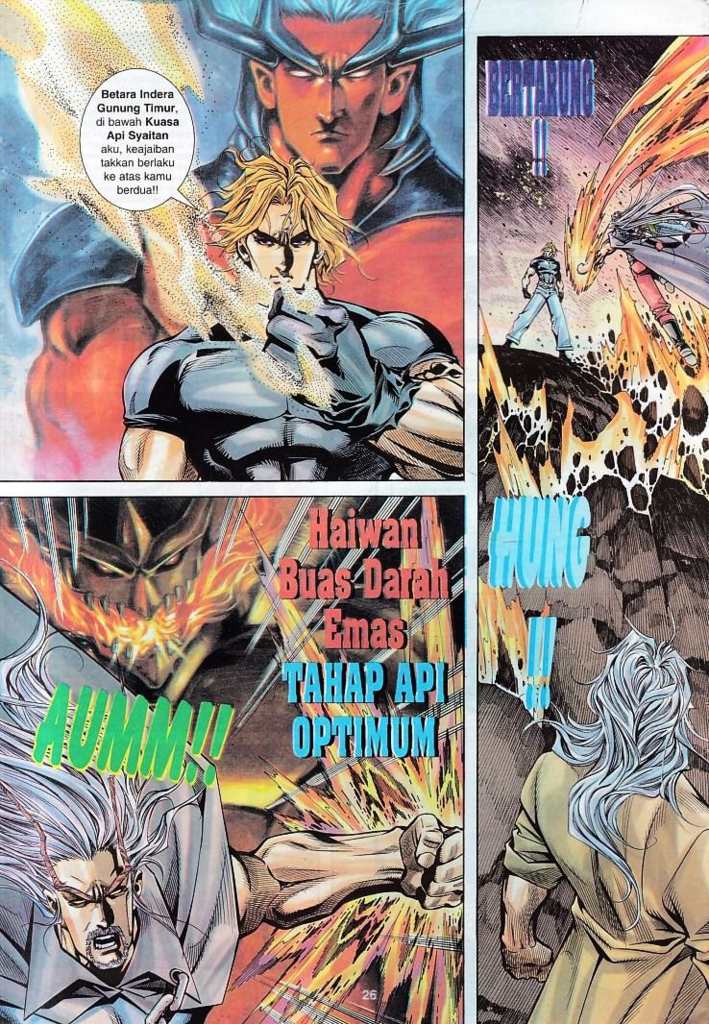 Betara Indera
Gunung Timur,
di bawah Kuasa
Api Syaitan
aku, keajaiban
takkan berlaku
ke atas kamu
berdua!!
BERTARUNG
!!
Haiwan
Buas Darah
Emas
TAHAP API
OPTIMUM
AUMM!!
HUNG
!!
26